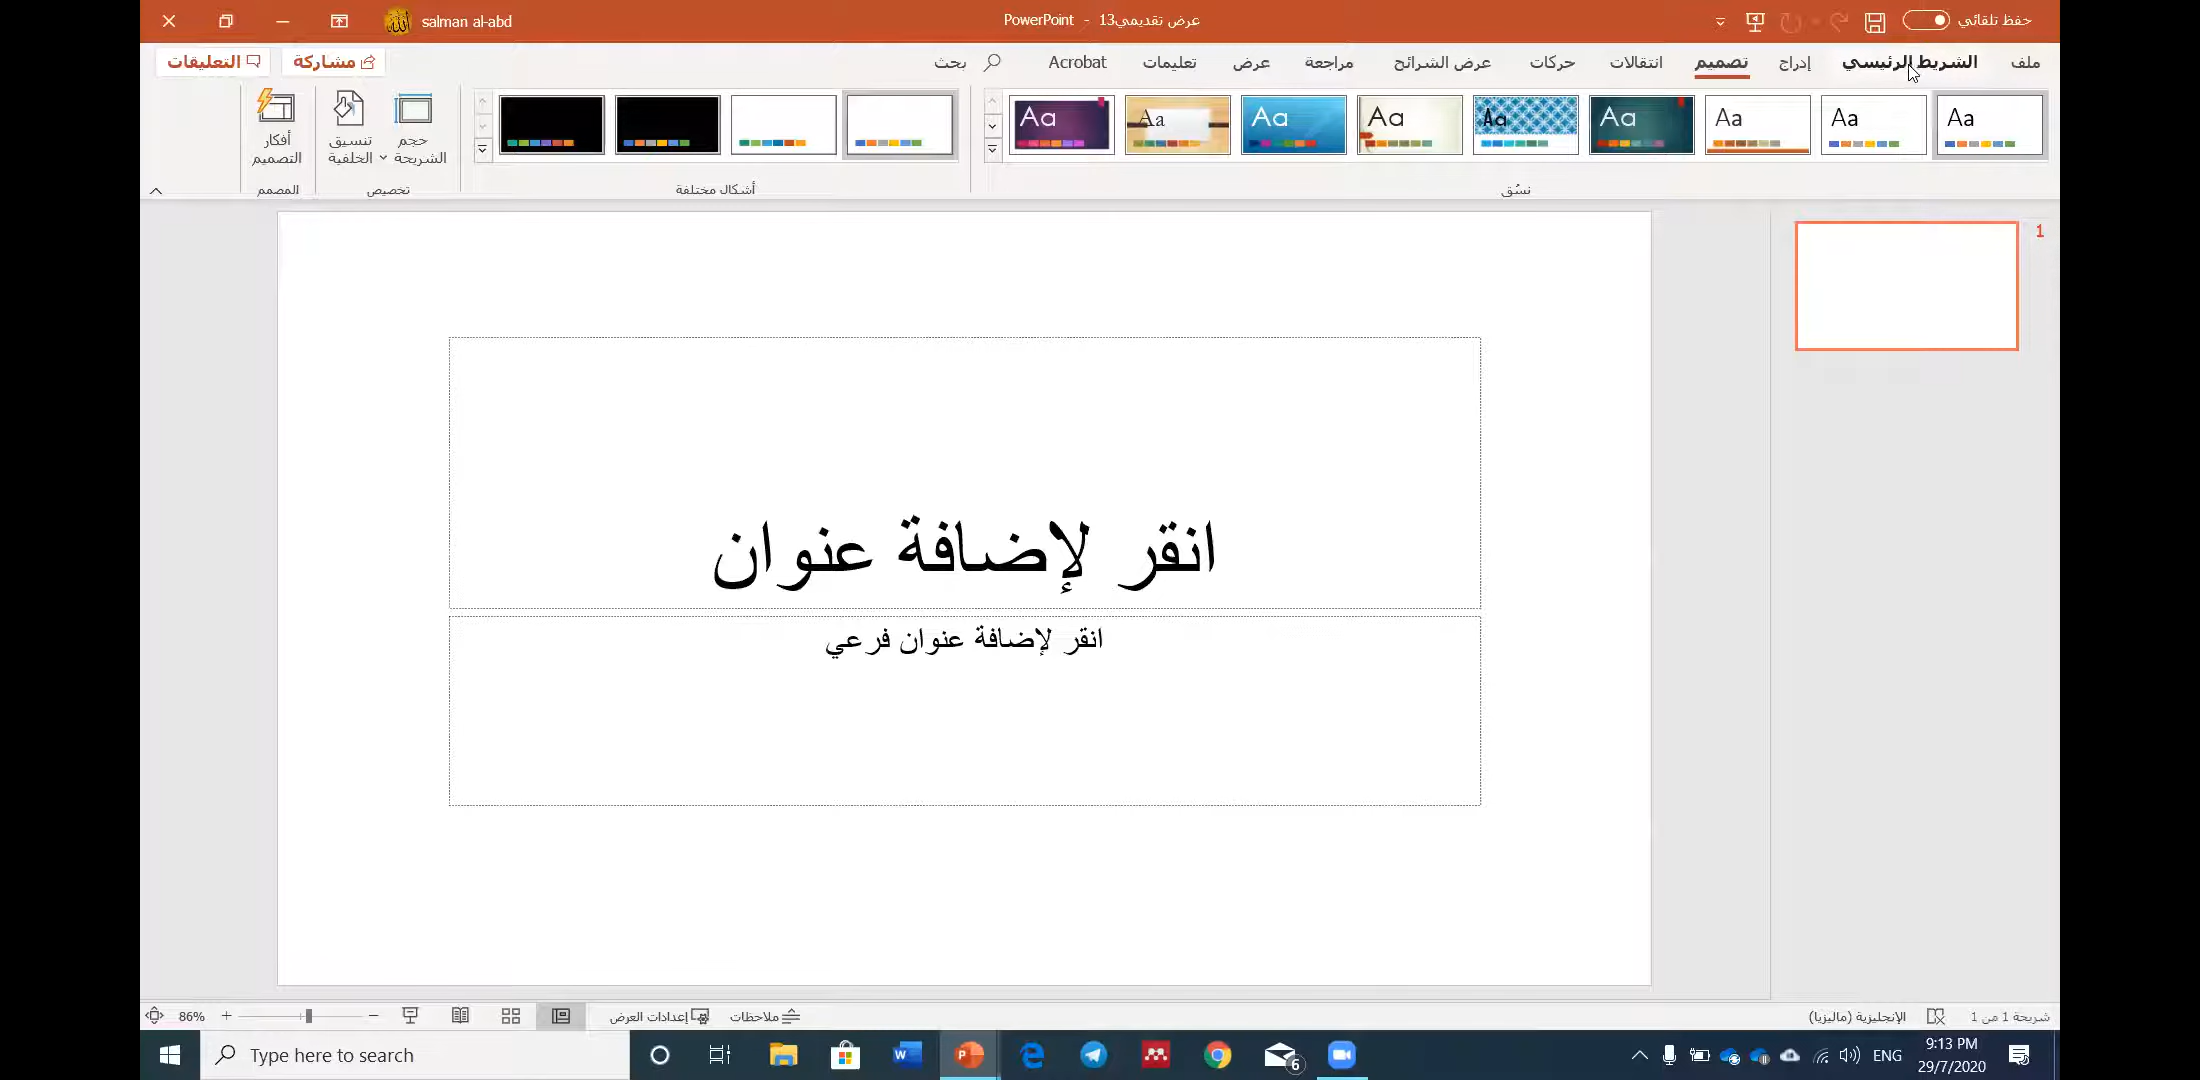 حفظ تلقائي
عرض تقديمي13 - PowerPoint
salman al-abd
ملف
الشريط الرئيسي
إدراج
تصميم
انتقالات
حركات
عرض الشرائح
مراجعة
عرض
تعليمات
Acrobat
بحث
مشاركة
التعليقات
Aa
Aa
Aa
Aa
Aa
Aa
Aa
Aa
Aa
حجم الشريحة
تنسيق الخلفية
أفكار التصميم
نسُق
أشكال مختلفة
تخصيص
المصمم
1
انقر لإضافة عنوان
انقر لإضافة عنوان فرعي
شريحة 1 من 1
الإنجليزية (ماليزيا)
ملاحظات
إعدادات العرض
86%
Type here to search
6
ENG
9:13 PM
29/7/2020